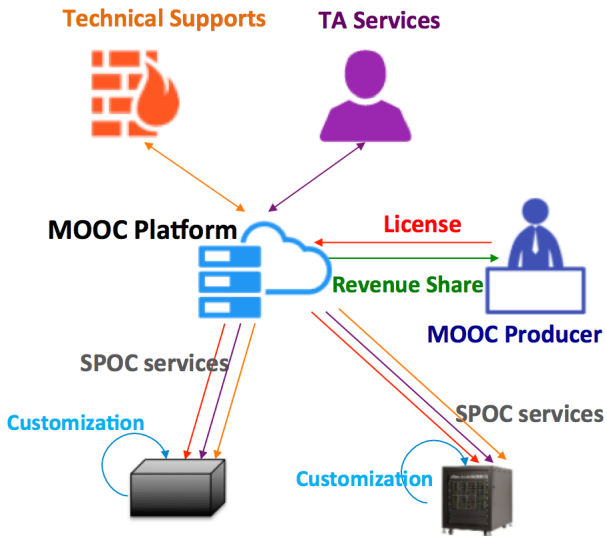 Technical Supports
TA Services
MOOC Platform
License
Revenue Share
MOOC Producer
SPOC services
SPOC services
Customization
Customization